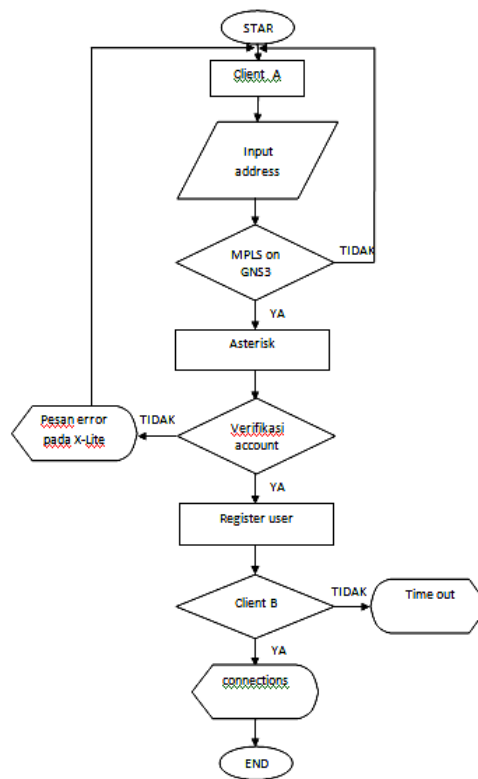 STAR
Client A
Input
address
MPLS on
GNS3
TIDAK
YA
Asterisk
Pesan error
pada X-Lite
TIDAK
Verifikasi
account
YA
Register user
Client B
TIDAK
Time out
YA
connections
END